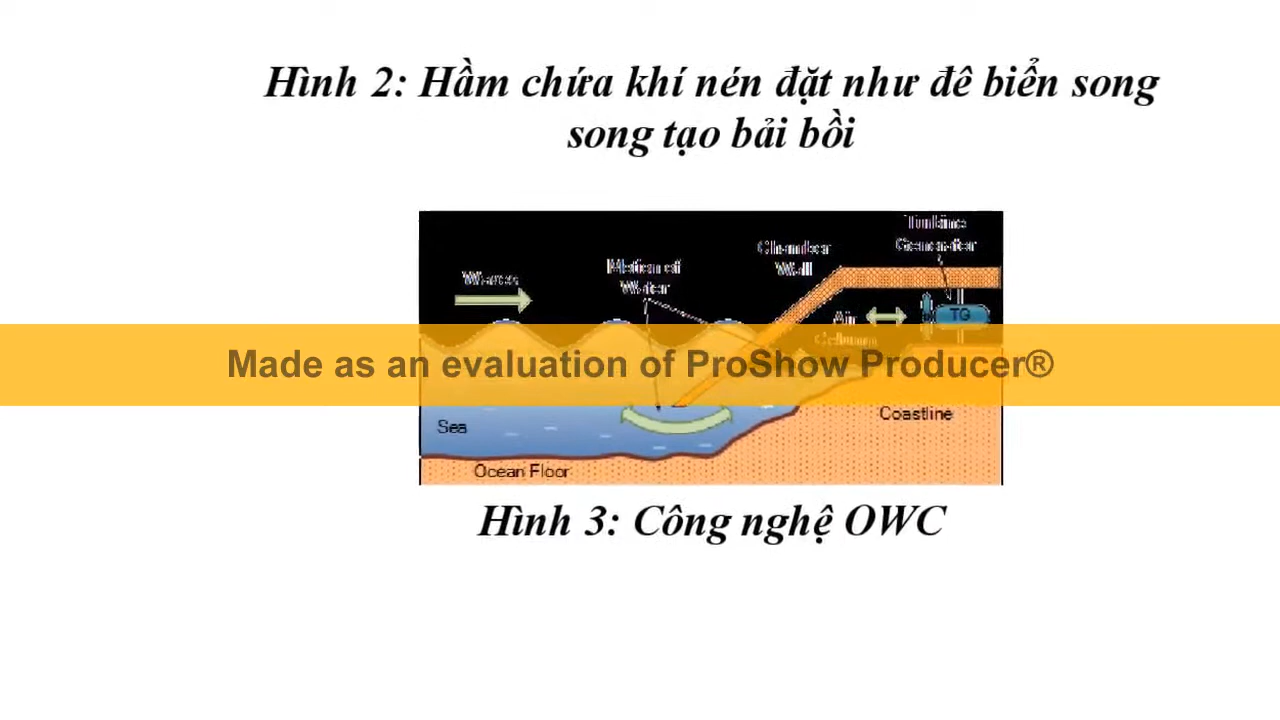 Hình 2: Hầm chứa khí nén đặt như đê biển song
song tạo bải bồi
Turbine
Generator
Chamber
Wall
Motion of
Water
Waves
Air
Column
TG
Made as an evaluation of ProShow Producer®
Coastline
Sea
Ocean Floor
Hình 3: Công nghệ OWC